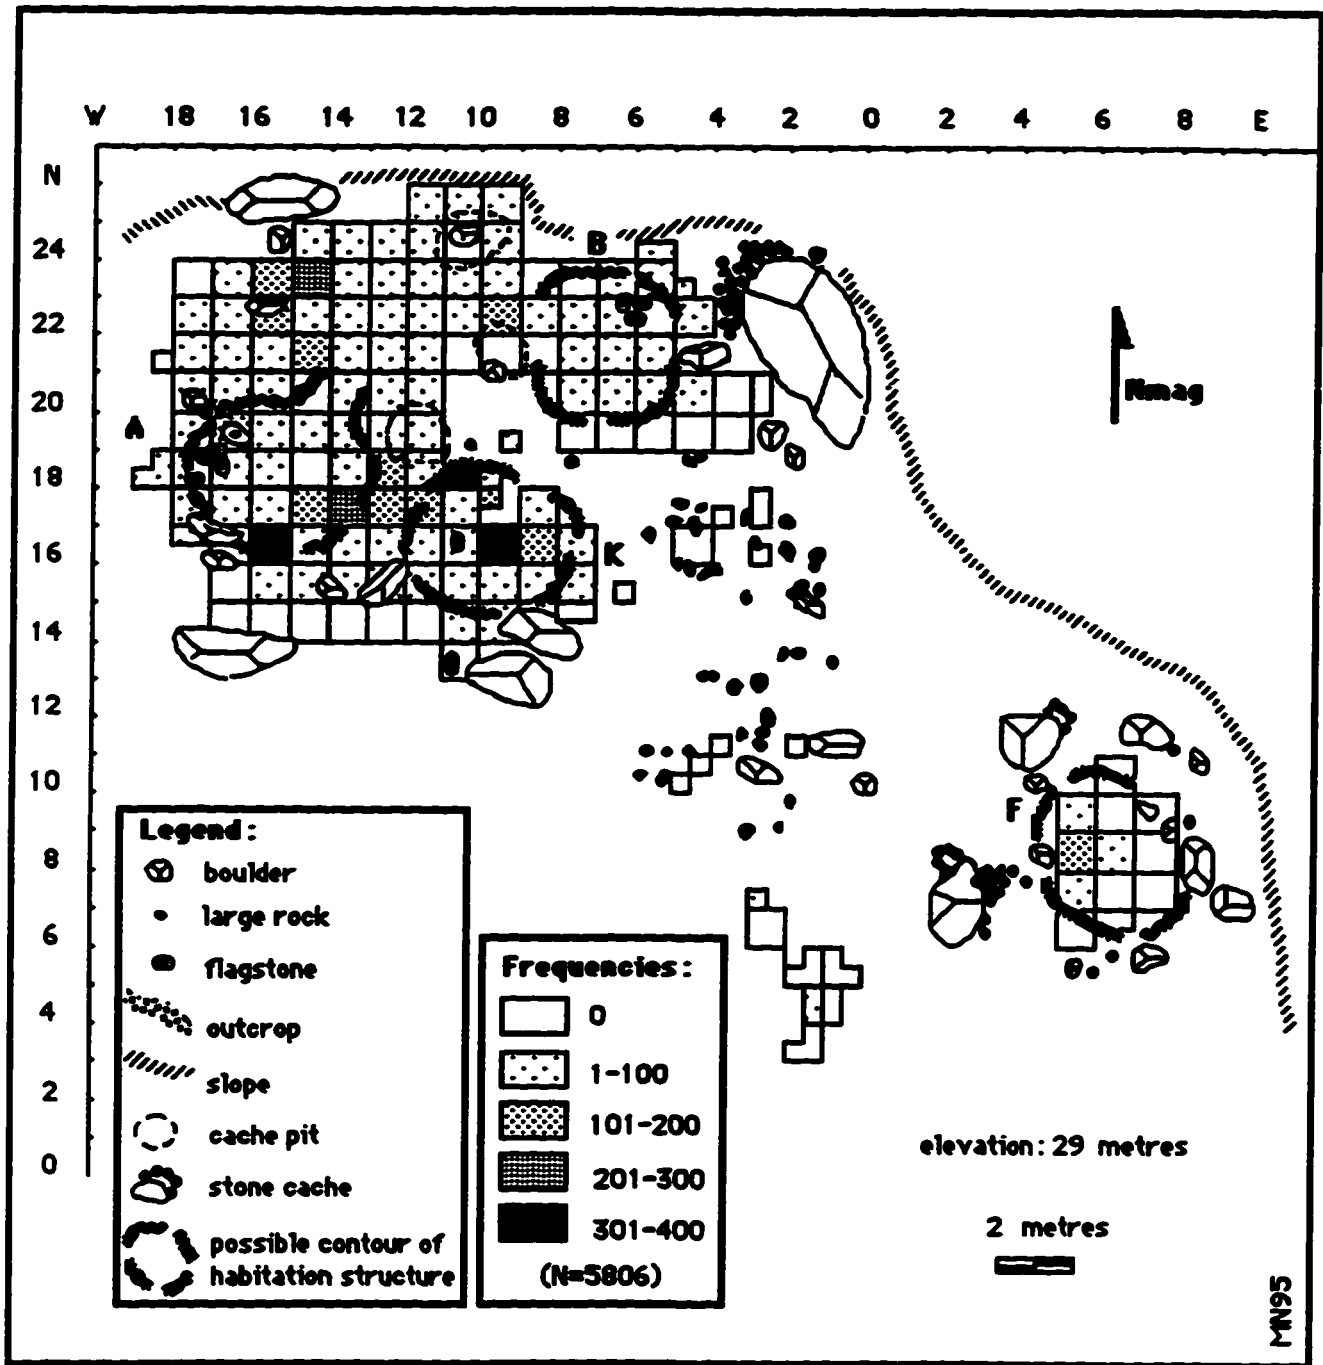 W 18 16 14 12 10 8 6 4 2 0 2 4 6 8 E
N
24
22
20
18
16
14
12
10
8
6
4
2
0
B
A
K
F
Nmag
Legend:
boulder
large rock
flagstone
outcrop
slope
cache pit
stone cache
possible contour of
habitation structure
Frequencies:
0
1-100
101-200
201-300
301-400
(N=5806)
elevation: 29 metres
2 metres
MN95